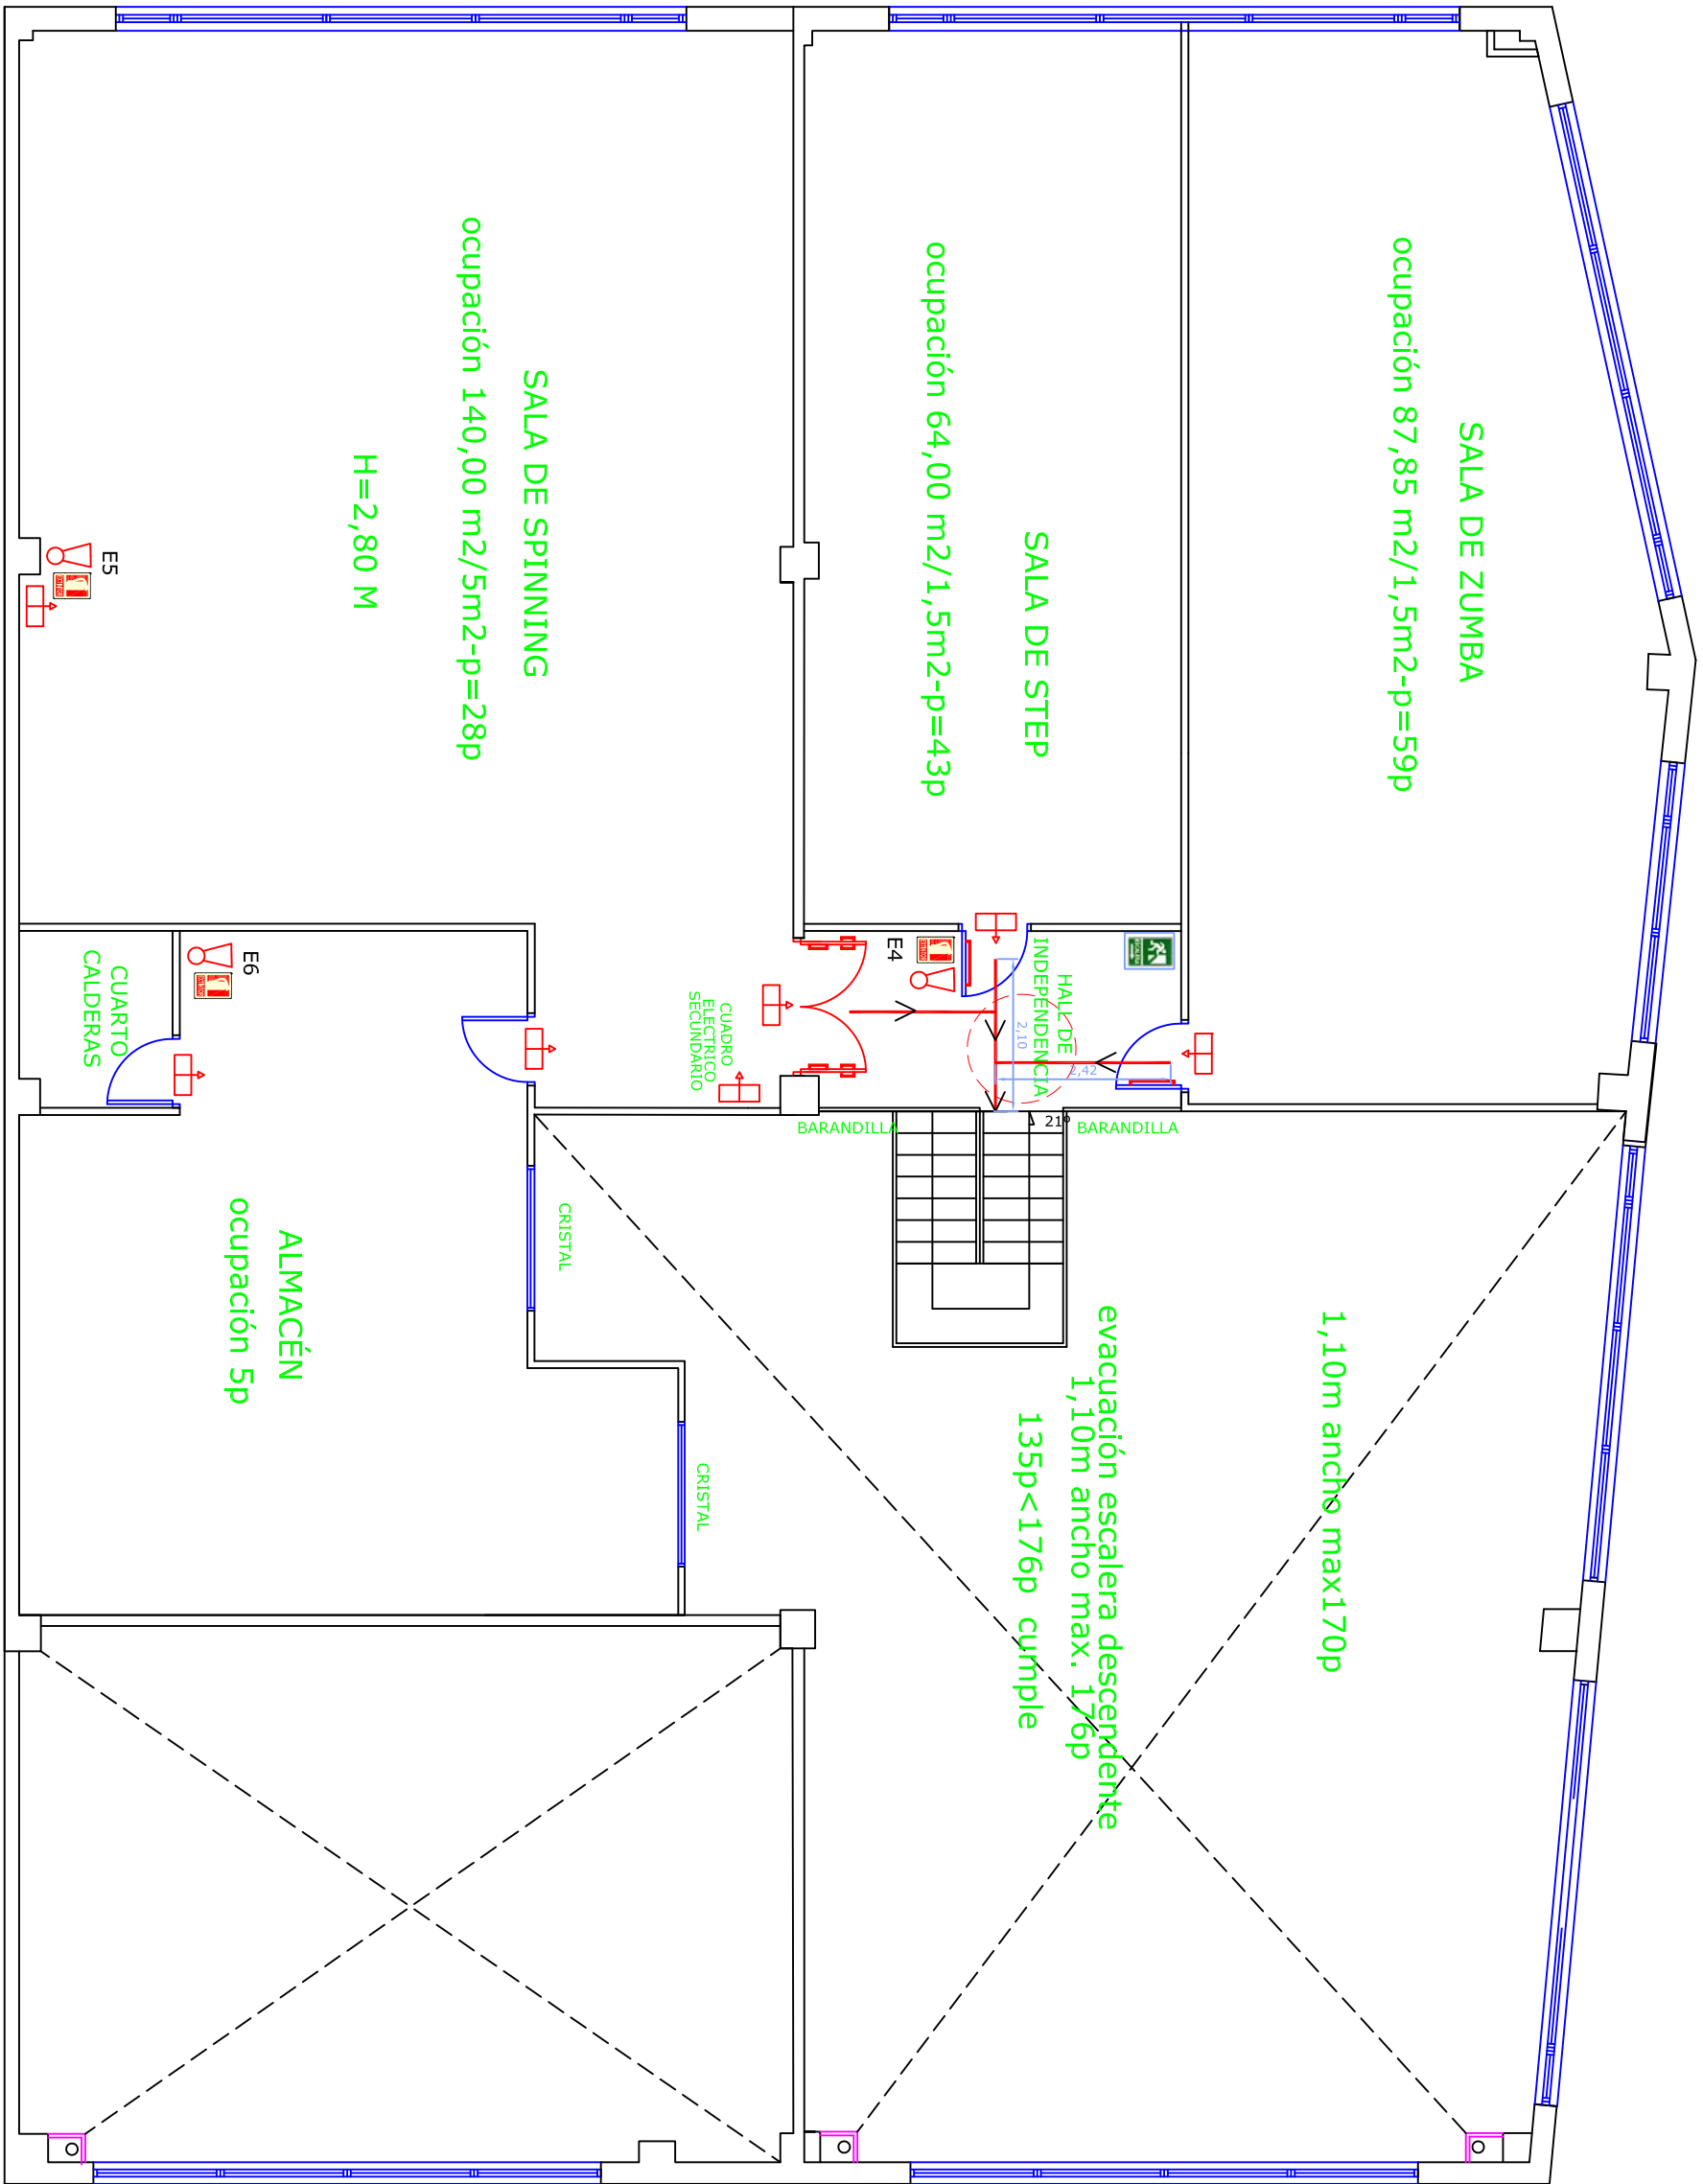 SALA DE ZUMBA
ocupación 87,85 m2/1,5m2-p=59p
SALA DE STEP
ocupación 64,00 m2/1,5m2-p=43p
SALA DE SPINNING
ocupación 140,00 m2/5m2-p=28p
H=2,80 M
E5
HALL DE
INDEPENDENCIA
2,10
2,42
E4
CUADRO
ELECTRICO
SECUNDARIO
E6
CUARTO
CALDERAS
BARANDILLA
21º
BARANDILLA
CRISTAL
ALMACÉN
ocupación 5p
CRISTAL
1,10m ancho max170p
evacuación escalera descendente
1,10m ancho max. 176p
135p<176p cumple